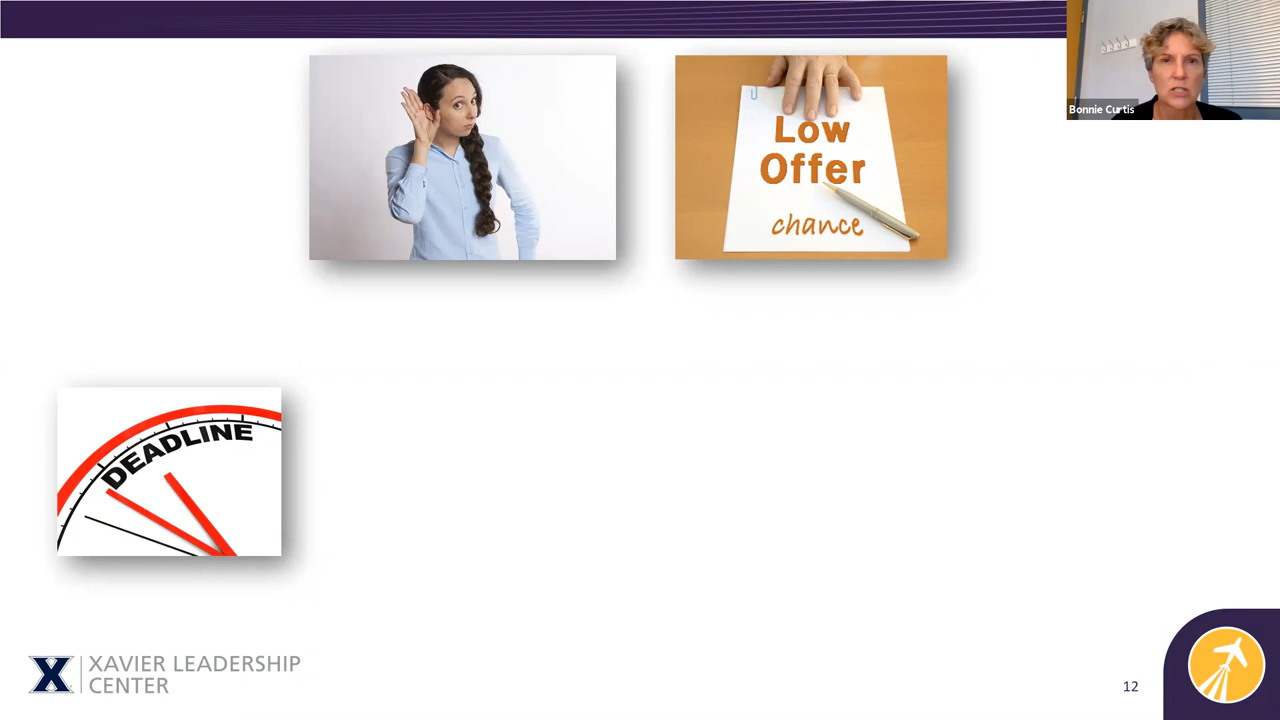 Bonnie Curtis
Low
Offer
chance
DEADLINE
X
XAVIER LEADERSHIP
CENTER
12